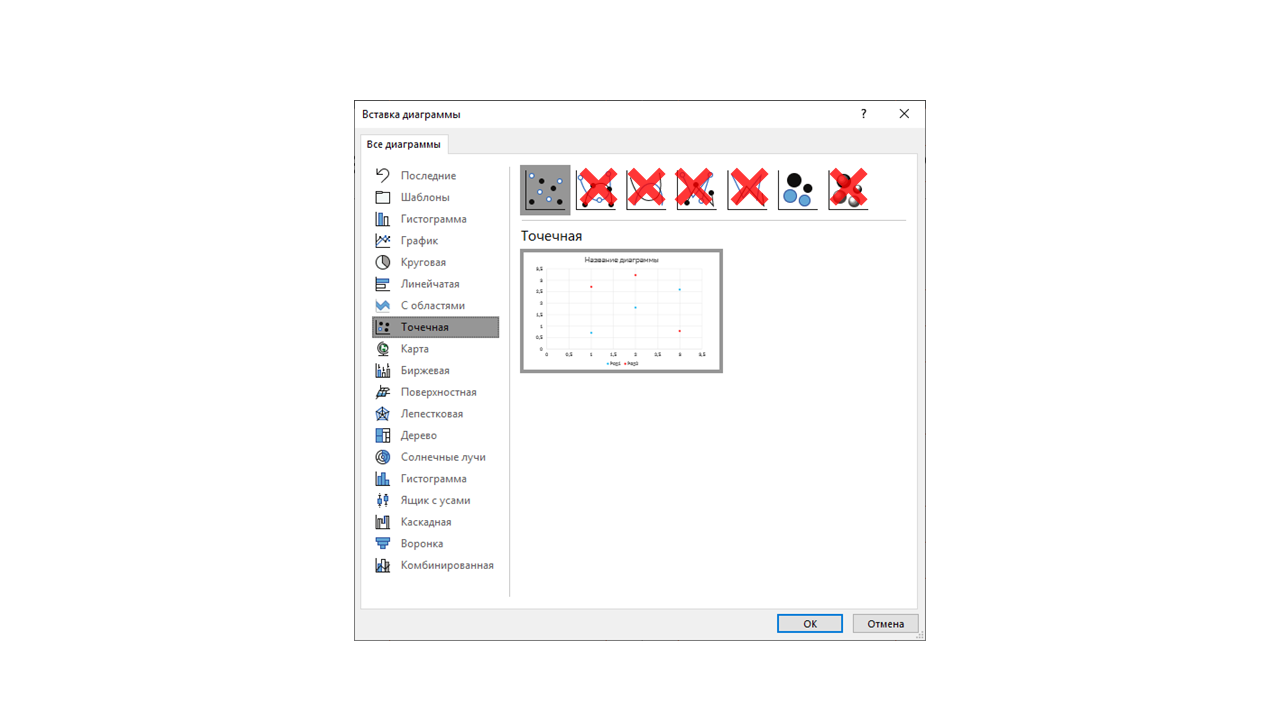 Вставка диаграммы
?
Все диаграммы
Последние
Шаблоны
Гистограмма
График
Круговая
Линейчатая
С областями
Точечная
Карта
Биржевая
Поверхностная
Лепестковая
Дерево
Солнечные лучи
Гистограмма
Ящик с усами
Каскадная
Воронка
Комбинированная
Точечная
Название диаграммы
3,5
3
2,5
2
1,5
1
0,5
0
0 0,5 1 1,5 2 2,5 3 3,5
Ряд1 Ряд2
ОК Отмена